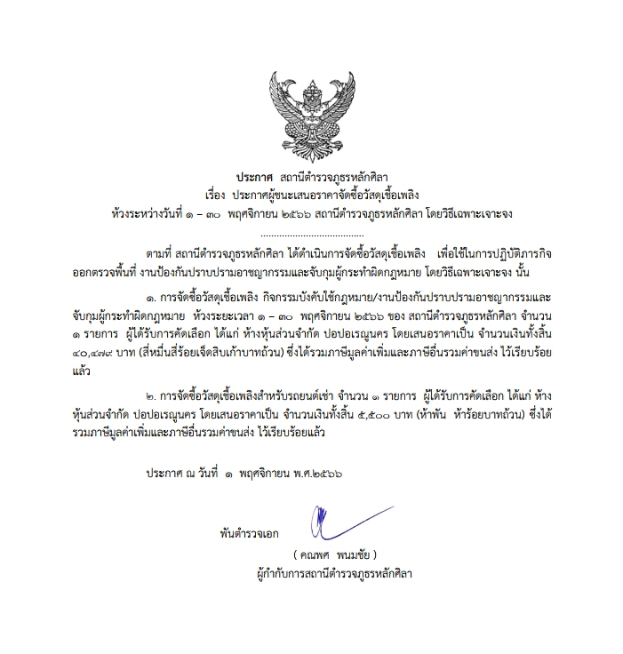 ประกาศ สถานีตำรวจภูธรหลักศิลา
เรื่อง ประกาศผู้ชนะเสนอราคาจัดซื้อวัสดุเชื้อเพลิง
ห้วงระหว่างวันที่ ๑ – ๓๐ พฤศจิกายน ๒๕๖๖ สถานีตำรวจภูธรหลักศิลา โดยวิธีเฉพาะเจาะจง
......................................
ตามที่ สถานีตำรวจภูธรหลักศิลา ได้ดำเนินการจัดซื้อวัสดุเชื้อเพลิง เพื่อใช้ในการปฏิบัติภารกิจ
ออกตรวจพื้นที่ งานป้องกันปราบปรามอาชญากรรมและจับกุมผู้กระทำผิดกฎหมาย โดยวิธีเฉพาะเจาะจง นั้น
๑. การจัดซื้อวัสดุเชื้อเพลิง กิจกรรมบังคับใช้กฎหมาย/งานป้องกันปราบปรามอาชญากรรมและ
จับกุมผู้กระทำผิดกฎหมาย ห้วงระยะเวลา ๑ – ๓๐ พฤศจิกายน ๒๕๖๖ ของ สถานีตำรวจภูธรหลักศิลา จำนวน
๑ รายการ ผู้ได้รับการคัดเลือก ได้แก่ ห้างหุ้นส่วนจำกัด ปอปอเรณูนคร โดยเสนอราคาเป็น จำนวนเงินทั้งสิ้น
๔๐,๔๗๙ บาท (สี่หมื่นสี่ร้อยเจ็ดสิบเก้าบาทถ้วน) ซึ่งได้รวมภาษีมูลค่าเพิ่มและภาษีอื่นรวมค่าขนส่ง ไว้เรียบร้อย
แล้ว
๒. การจัดซื้อวัสดุเชื้อเพลิงสำหรับรถยนต์เช่า จำนวน ๑ รายการ ผู้ได้รับการคัดเลือก ได้แก่ ห้าง
หุ้นส่วนจำกัด ปอปอเรณูนคร โดยเสนอราคาเป็น จำนวนเงินทั้งสิ้น ๕,๕๐๐ บาท (ห้าพัน ห้าร้อยบาทถ้วน) ซึ่งได้
รวมภาษีมูลค่าเพิ่มและภาษีอื่นรวมค่าขนส่ง ไว้เรียบร้อยแล้ว
ประกาศ ณ วันที่ ๑ พฤศจิกายน พ.ศ.๒๕๖๖
พันตำรวจเอก
( คณพศ พนมชัย )
ผู้กำกับการสถานีตำรวจภูธรหลักศิลา